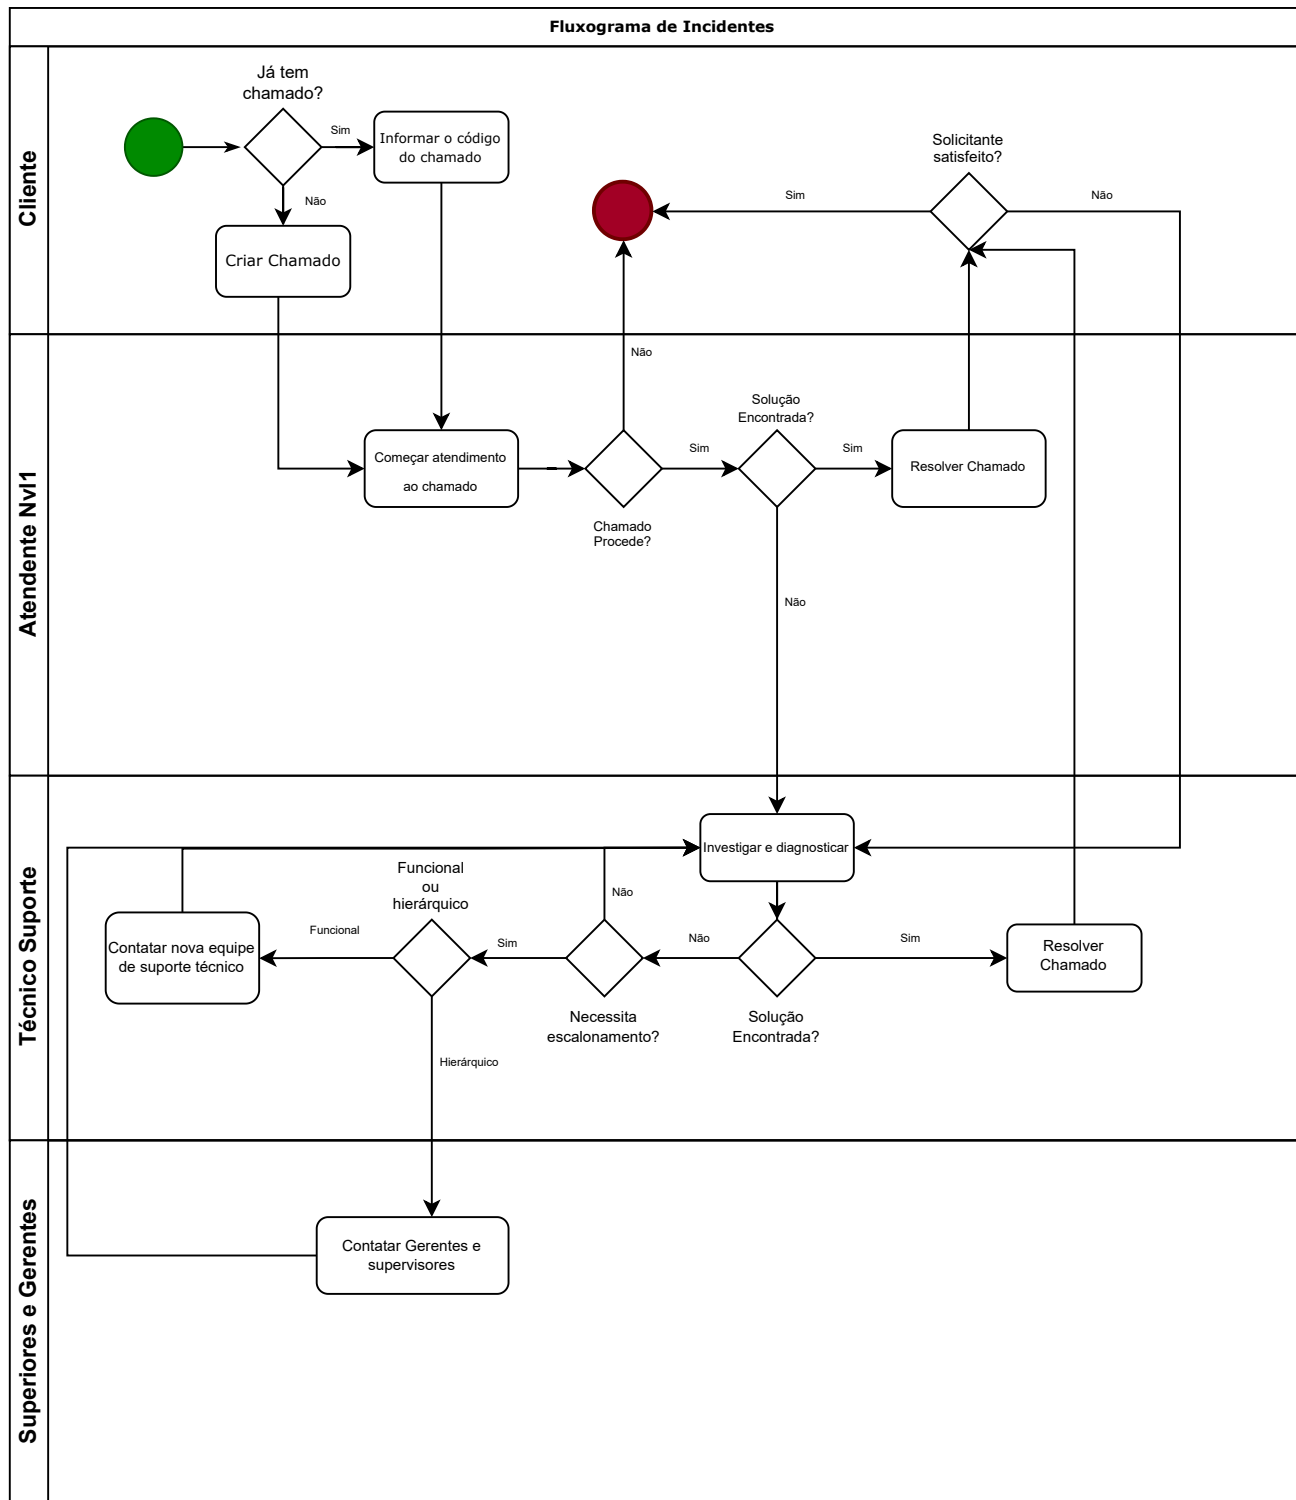 Fluxograma de Incidentes
Cliente
Já tem
chamado?
Sim
Informar o código
do chamado
Não
Criar Chamado
Solicitante
satisfeito?
Sim
Não
Atendente Nvl1
Não
Começar atendimento
ao chamado
Chamado
Procede?
Sim
Solução
Encontrada?
Sim
Resolver Chamado
Não
Técnico Suporte
Investigar e diagnosticar
Funcional
ou
hierárquico
Não
Contatar nova equipe
de suporte técnico
Funcional
Sim
Não
Sim
Resolver
Chamado
Necessita
escalonamento?
Solução
Encontrada?
Hierárquico
Superiores e Gerentes
Contatar Gerentes e
supervisores